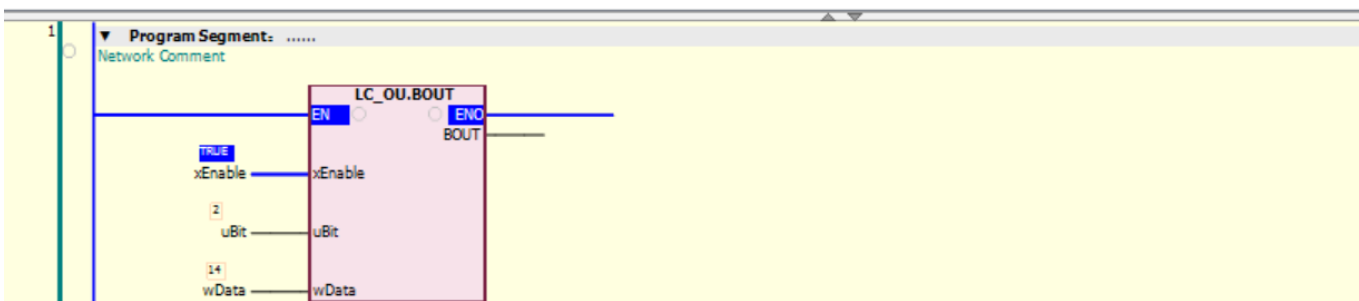 1
▼ Program Segment: ......
Network Comment
LC_OU.BOUT
EN ENO
BOUT
TRUE
xEnable xEnable
2
uBit uBit
14
wData wData